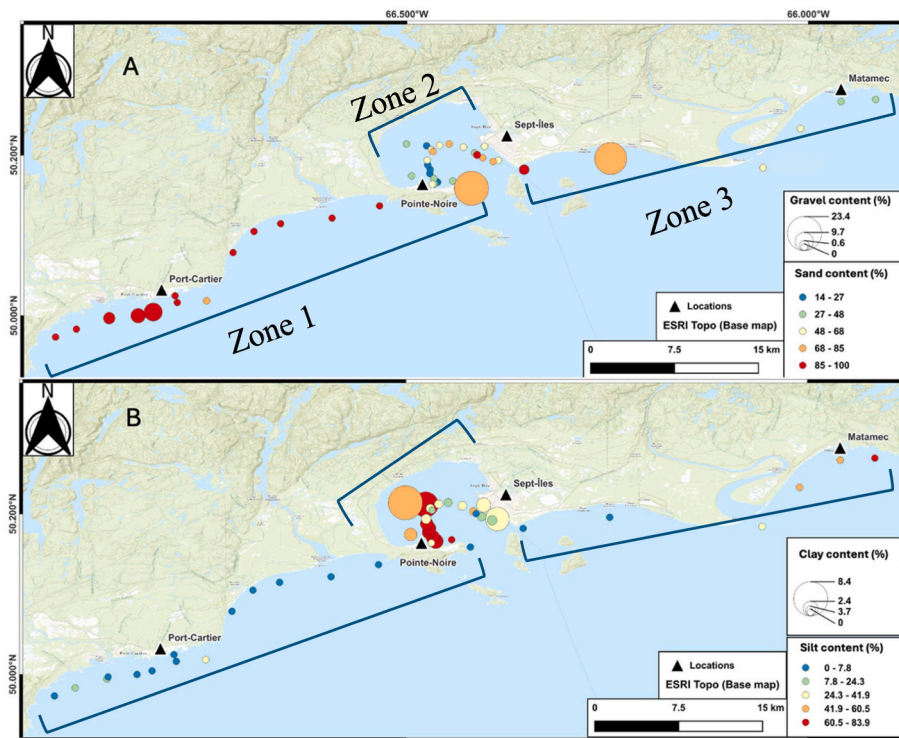 66.500°W
66.000°W
N
A
Zone 2
Matamec
Sept-Îles
50.200°N
Pointe-Noire
Zone 3
Gravel content (%)
23.4
9.7
0.6
0
Port-Cartier
Port-Cartier
Sand content (%)
14 - 27
27 - 48
48 - 68
68 - 85
85 - 100
50.000°N
Zone 1
Locations
ESRI Topo (Base map)
0
7.5
15 km
N
B
Matamec
Sept-Îles
50.200°N
Pointe-Noire
Clay content (%)
8.4
2.4
3.7
0
Port-Cartier
Port-Cartier
Silt content (%)
0 - 7.8
7.8 - 24.3
24.3 - 41.9
41.9 - 60.5
60.5 - 83.9
50.000°N
Locations
ESRI Topo (Base map)
0
7.5
15 km